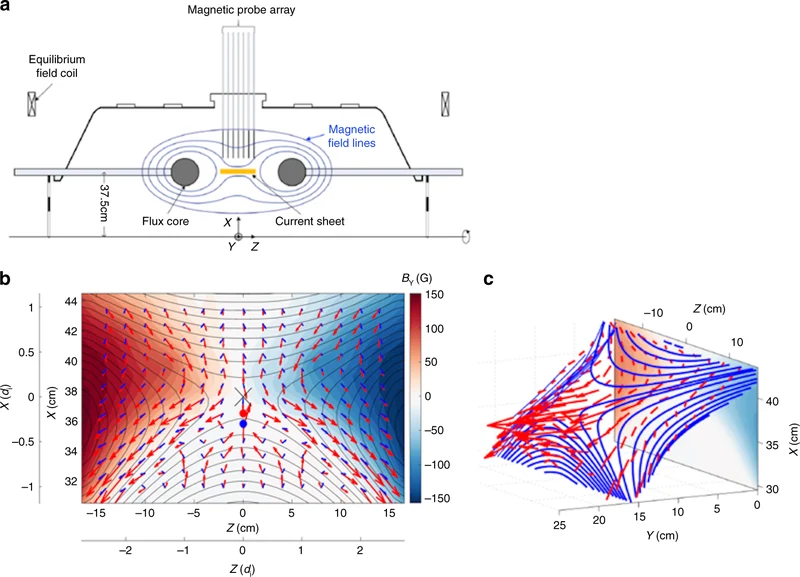 a
Magnetic probe array
Equilibrium
field coil
Magnetic
field lines
37.5cm
Flux core
X
Current sheet
Y
Z
b
B_Y (G)
X (d_i)
1
0.5
0
−0.5
−1
X (cm)
44
42
40
38
36
34
32
150
100
50
0
−50
−100
−150
−15
−10
−5
0
5
10
15
Z (cm)
−2
−1
0
1
2
Z (d_i)
c
Z (cm)
−10
0
10
40
35
30
X (cm)
25
20
15
10
5
0
Y (cm)